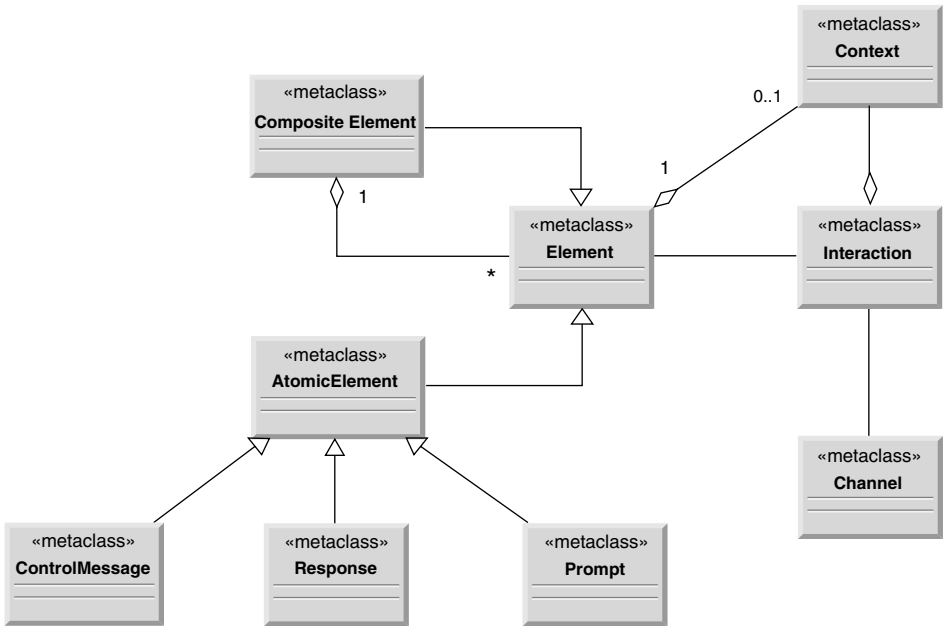 «metaclass»
Context
«metaclass»
Composite Element
0..1
1
1
«metaclass»
Element
«metaclass»
Interaction
*
«metaclass»
AtomicElement
«metaclass»
Channel
«metaclass»
ControlMessage
«metaclass»
Response
«metaclass»
Prompt